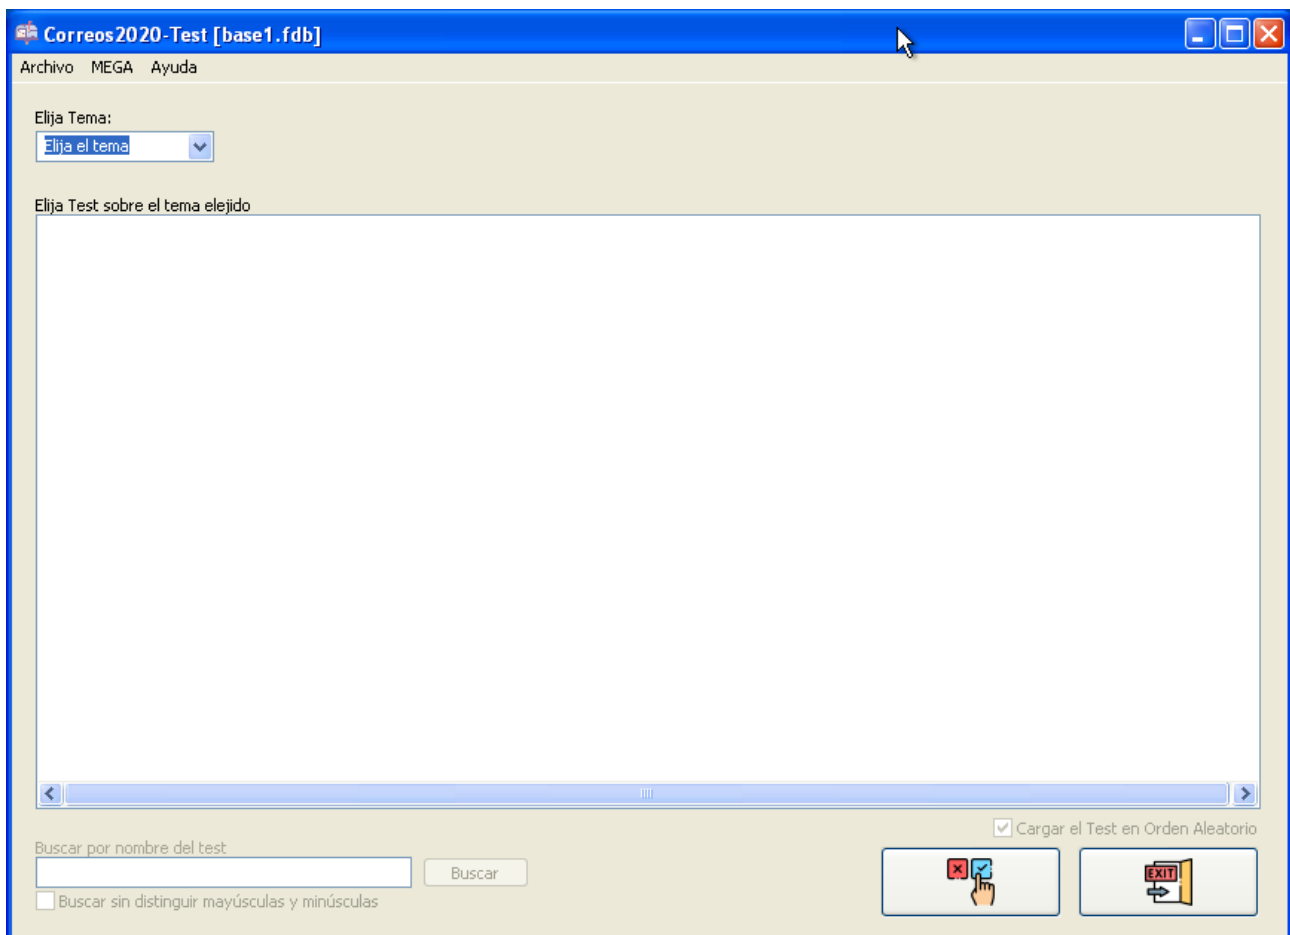 Correos2020-Test [base1.fdb]
Archivo MEGA Ayuda
Elija Tema:
Elija el tema
Elija Test sobre el tema elejido
Cargar el Test en Orden Aleatorio
Buscar por nombre del test
Buscar
EXIT
Buscar sin distinguir mayúsculas y minúsculas